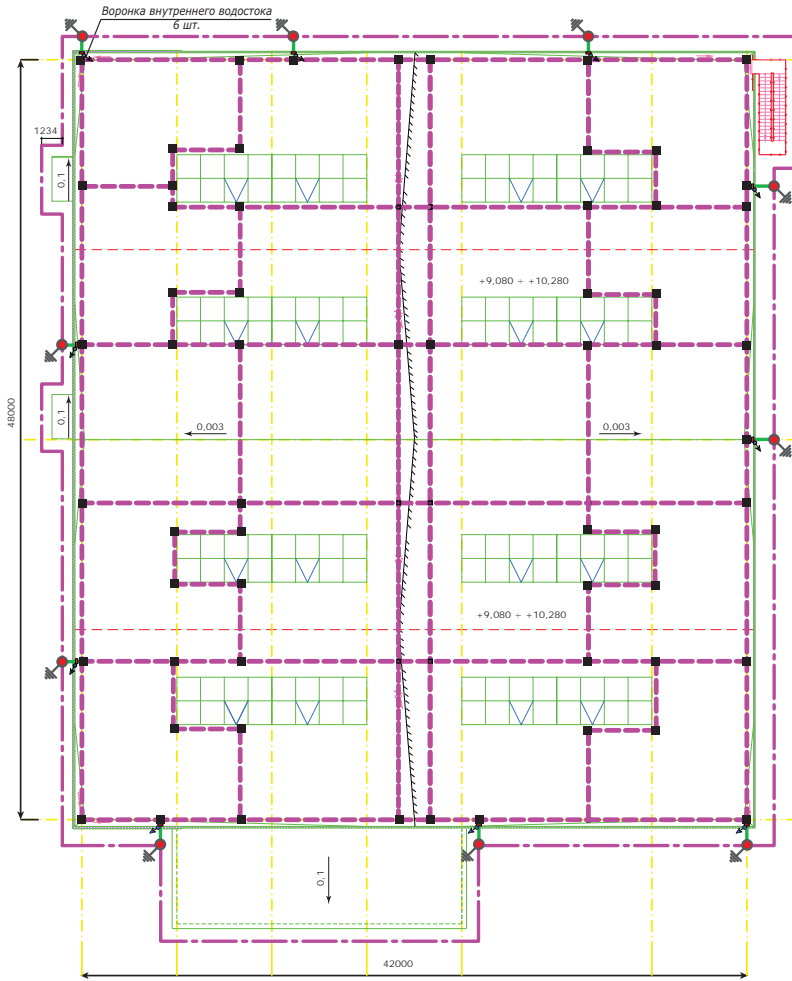 Воронка внутреннего водостока
6 шт.
1234
0,1
+9,080 ÷ +10,280
48000
0,1
0,003
0,003
+9,080 ÷ +10,280
0,1
42000